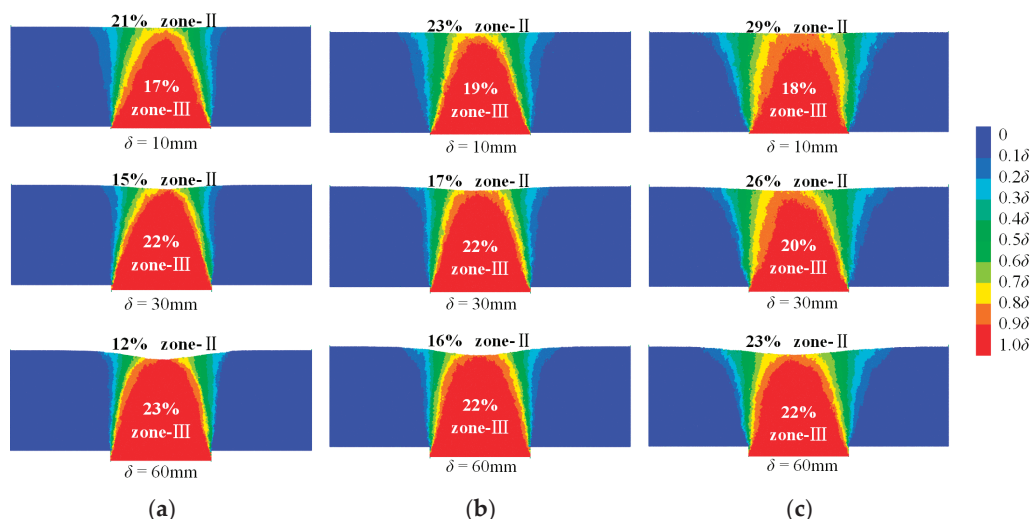 21% zone-Ⅱ
17%
zone-Ⅲ
δ = 10mm
23% zone-Ⅱ
19%
zone-Ⅲ
δ = 10mm
29% zone-Ⅱ
18%
zone-Ⅲ
δ = 10mm
15% zone-Ⅱ
22%
zone-Ⅲ
δ = 30mm
17% zone-Ⅱ
22%
zone-Ⅲ
δ = 30mm
26% zone-Ⅱ
20%
zone-Ⅲ
δ = 30mm
12% zone-Ⅱ
23%
zone-Ⅲ
δ = 60mm
16% zone-Ⅱ
22%
zone-Ⅲ
δ = 60mm
23% zone-Ⅱ
22%
zone-Ⅲ
δ = 60mm
0
0.1δ
0.2δ
0.3δ
0.4δ
0.5δ
0.6δ
0.7δ
0.8δ
0.9δ
1.0δ
(a)
(b)
(c)